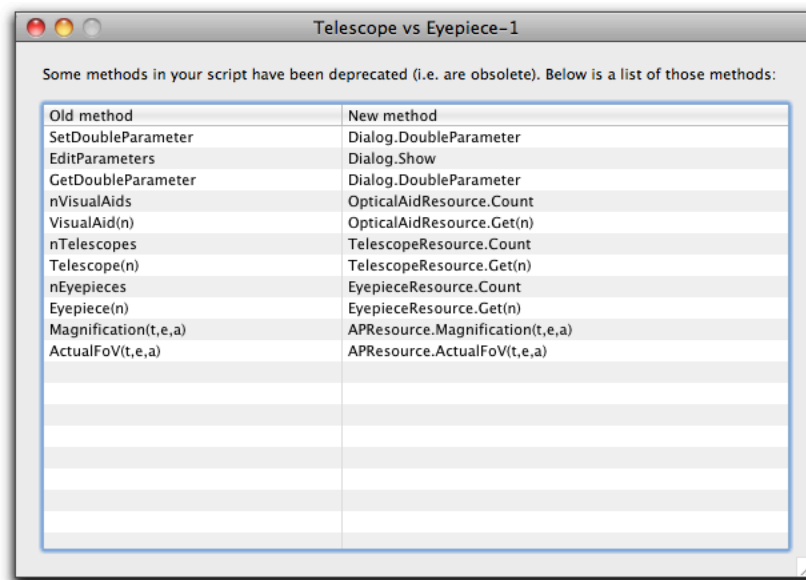 Telescope vs Eyepiece-1
Some methods in your script have been deprecated (i.e. are obsolete). Below is a list of those methods:
Old method New method
SetDoubleParameter Dialog.DoubleParameter
EditParameters Dialog.Show
GetDoubleParameter Dialog.DoubleParameter
nVisualAids OpticalAidResource.Count
VisualAid(n) OpticalAidResource.Get(n)
nTelescopes TelescopeResource.Count
Telescope(n) TelescopeResource.Get(n)
nEyepieces EyepieceResource.Count
Eyepiece(n) EyepieceResource.Get(n)
Magnification(t,e,a) APResource.Magnification(t,e,a)
ActualFoV(t,e,a) APResource.ActualFoV(t,e,a)